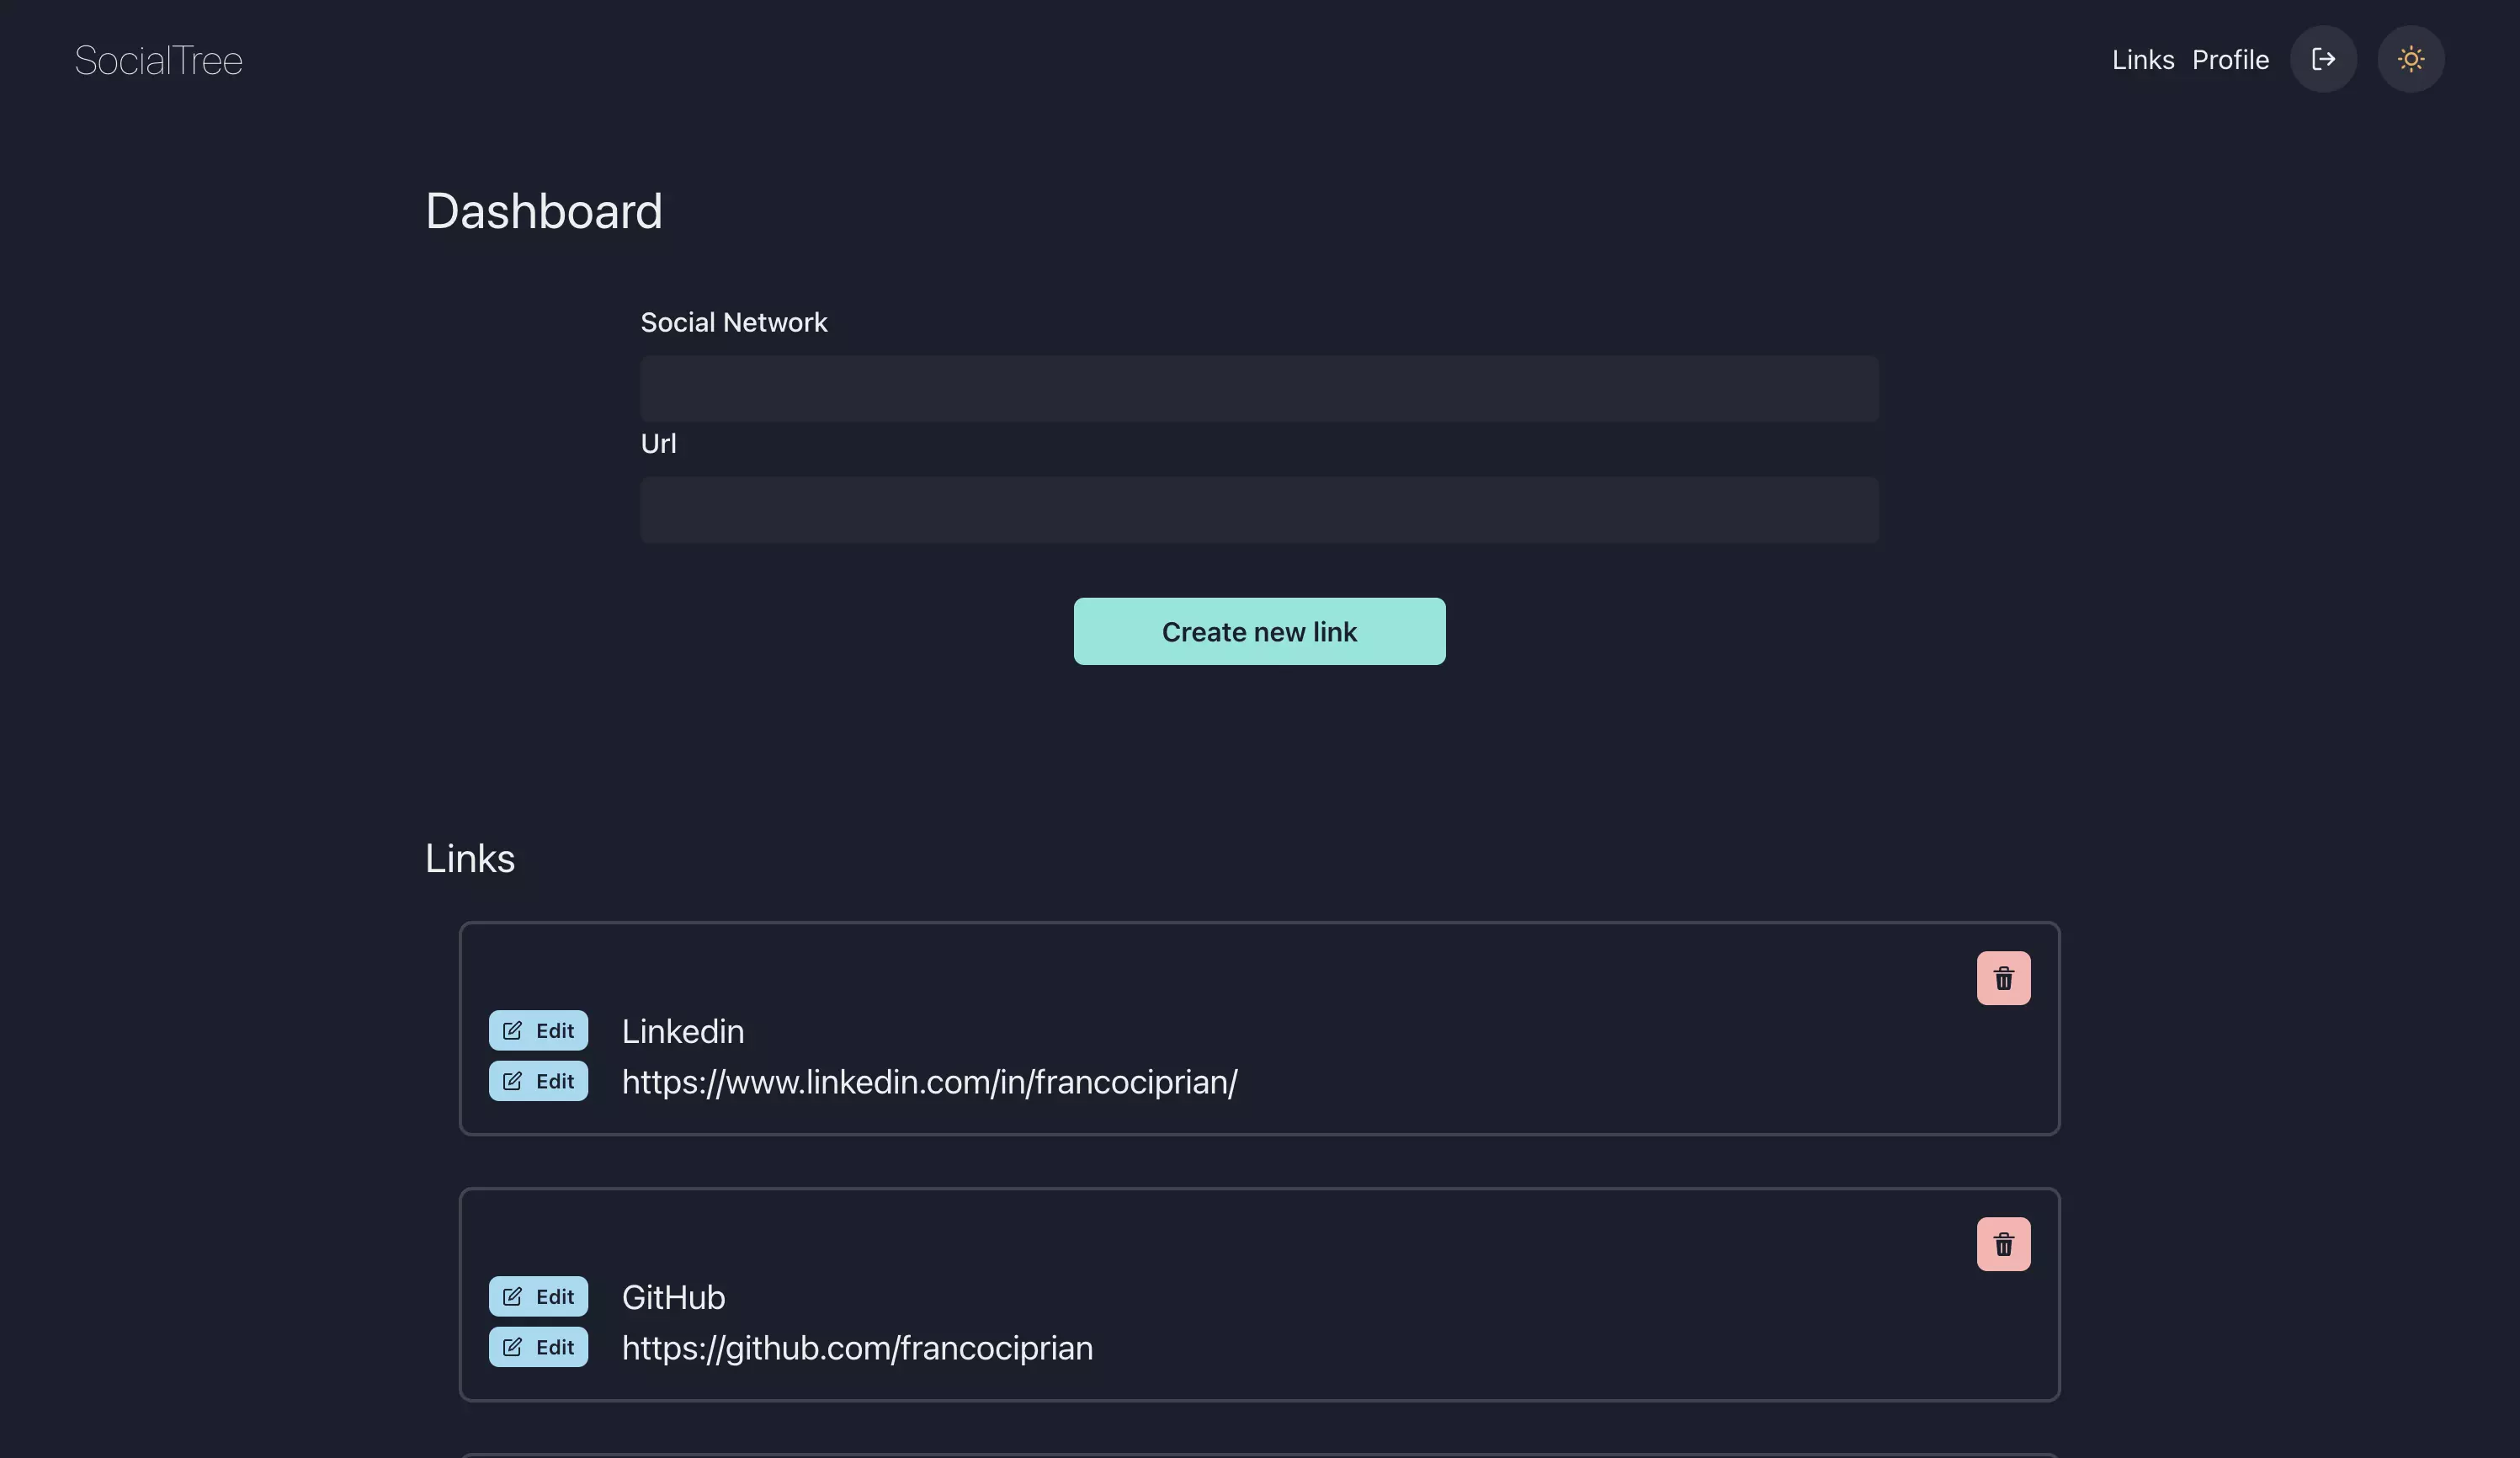 SocialTree
Links Profile
Dashboard
Social Network
Url
Create new link
Links
Edit Linkedin
Edit https://www.linkedin.com/in/francociprian/
Edit GitHub
Edit https://github.com/francociprian